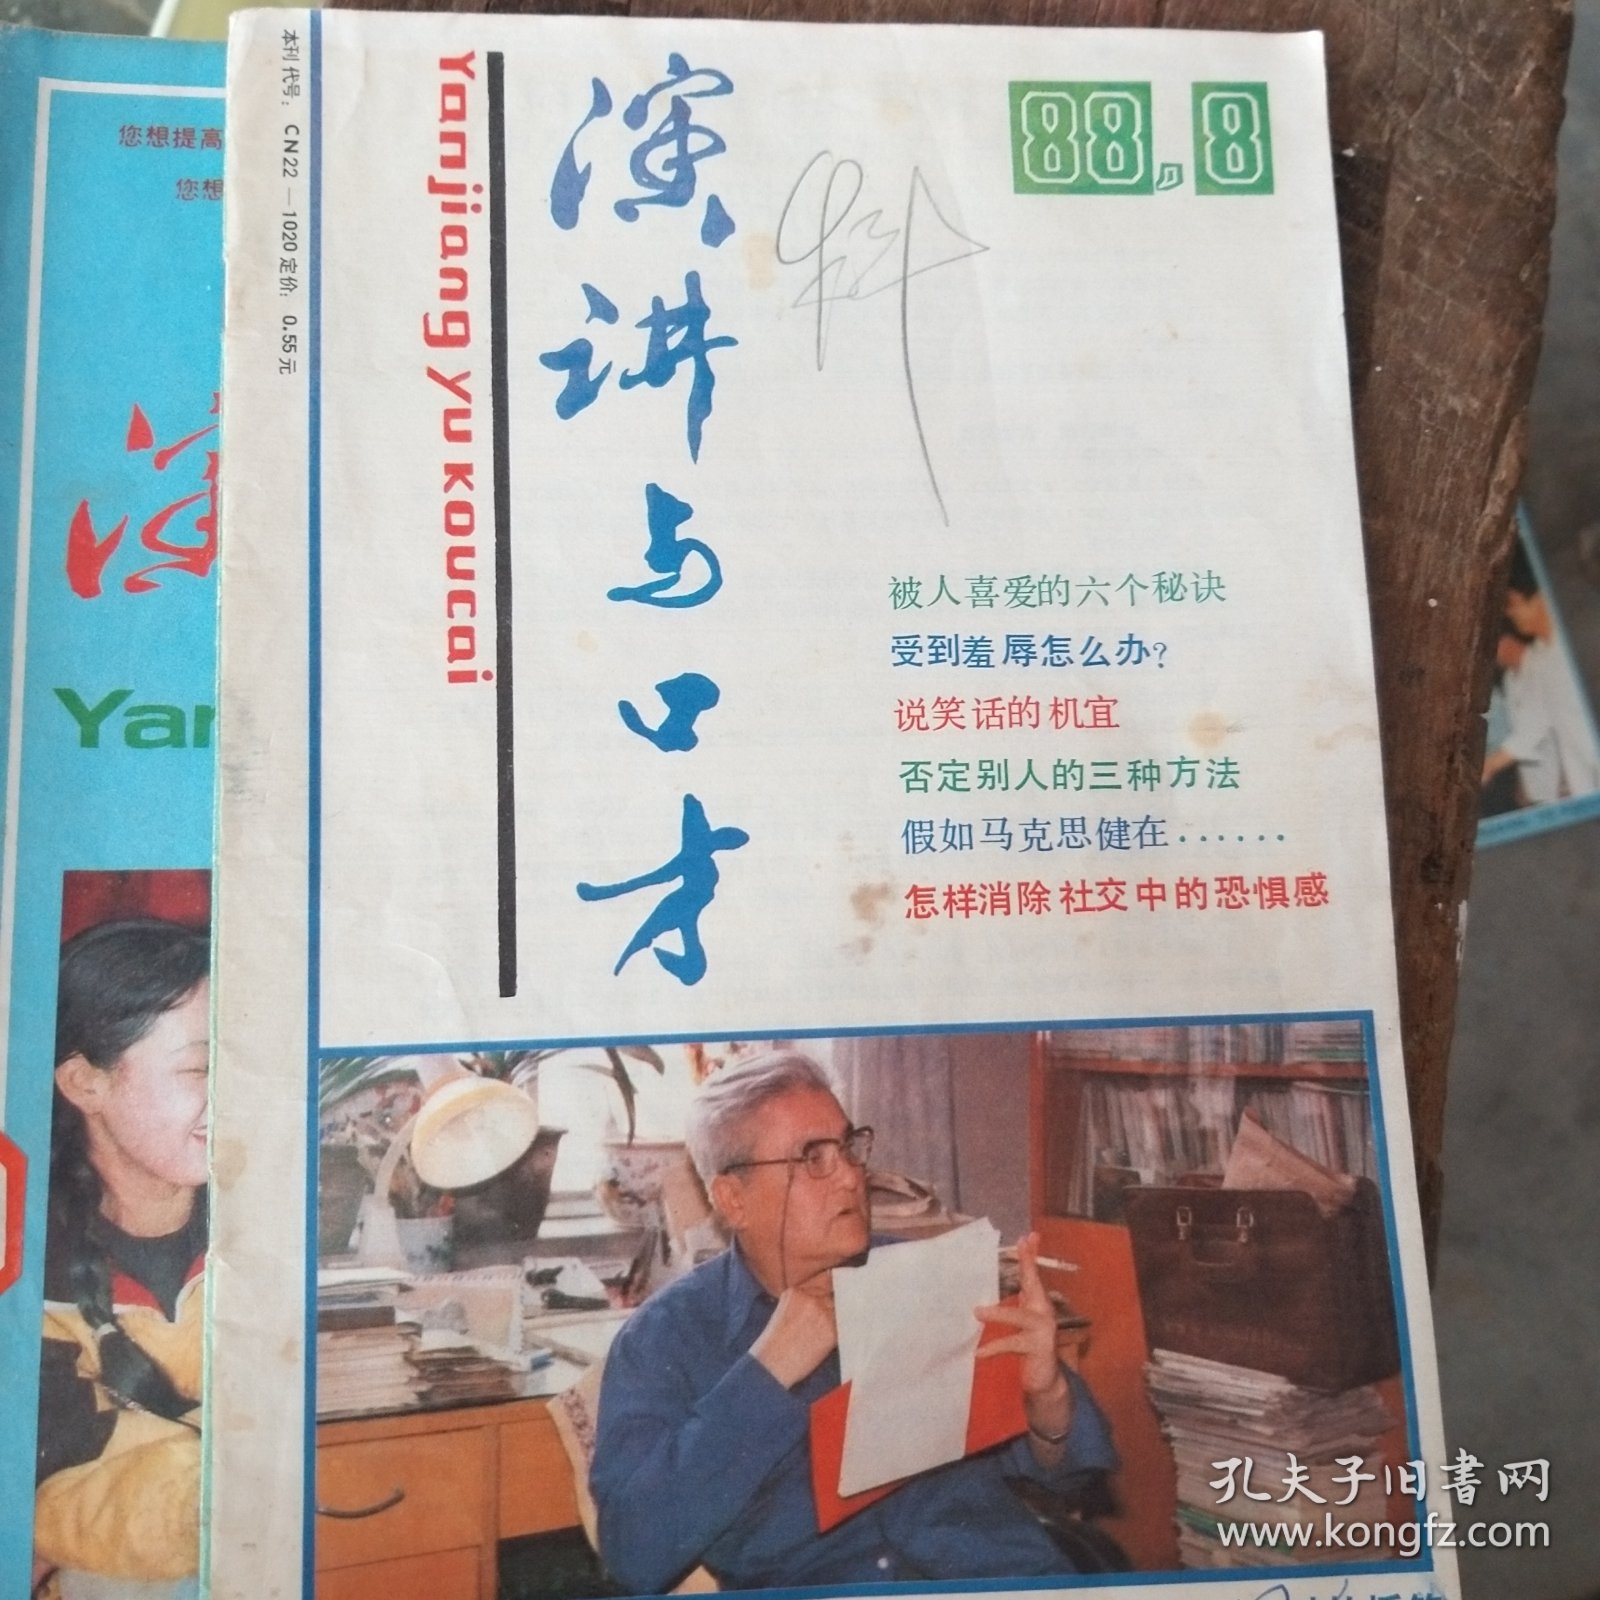 本刊代号：CN22—1020 定价：0.55元
Yanjiang yu koucai
演讲与口才
88.8
被人喜爱的六个秘诀
受到羞辱怎么办？
说笑话的机宜
否定别人的三种方法
假如马克思健在……
怎样消除社交中的恐惧感
您想提高
您想
演
Yan
孔夫子旧書网
www.kongfz.com